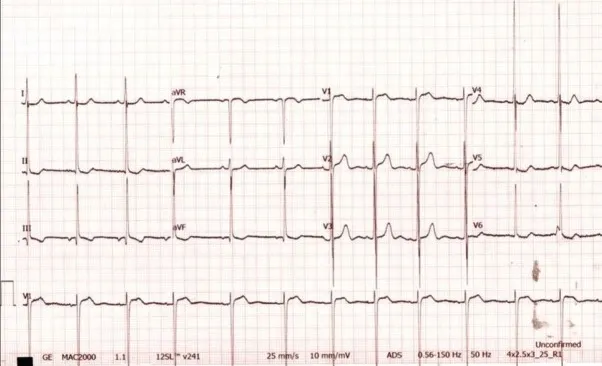 I aVR V1 V4
II aVL V2 V5
III aVF V3 V6
V1
Unconfirmed
GE MAC2000 1.1 12SL™ v241 25 mm/s 10 mm/mV ADS 0.56-150 Hz 50 Hz 4x2.5x3_25_R1